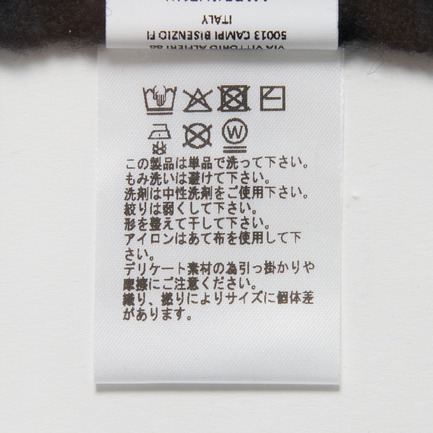 VIA VITTORIO ALFIERI
50013 CAMPI BISENZIO FI
ITALY
W
この製品は単品で洗って下さい。
もみ洗いは避けて下さい。
洗剤は中性洗剤をご使用下さい。
絞りは弱くして下さい。
形を整えて干して下さい。
アイロンはあて布を使用して下
さい。
デリケート素材の為引っ掛かりや
摩擦にご注意ください。
織り、撚りによりサイズに個体差
があります。